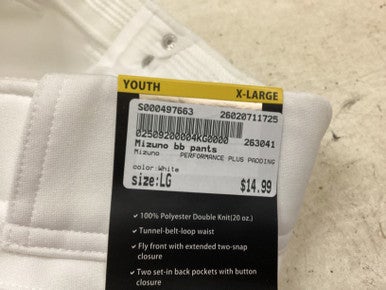 YOUTH X-LARGE
S000497663 26020711725
02509200004KG0000 263041
Mizuno bb pants
Mizuno PERFORMANCE PLUS PADDING
color:White
size:LG $14.99
✓ 100% Polyester Double Knit(20 oz.)
✓ Tunnel-belt-loop waist
✓ Fly front with extended two-snap
closure
✓ Two set-in back pockets with button
closure